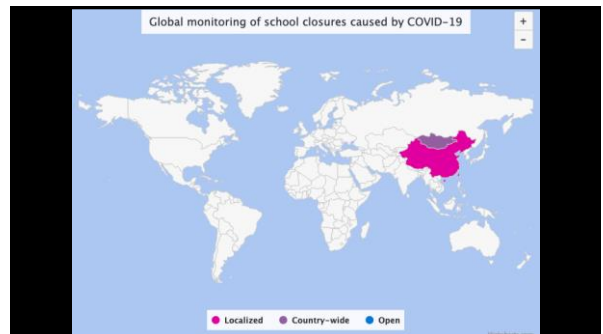 Global monitoring of school closures caused by COVID-19
+
−
Localized
Country-wide
Open